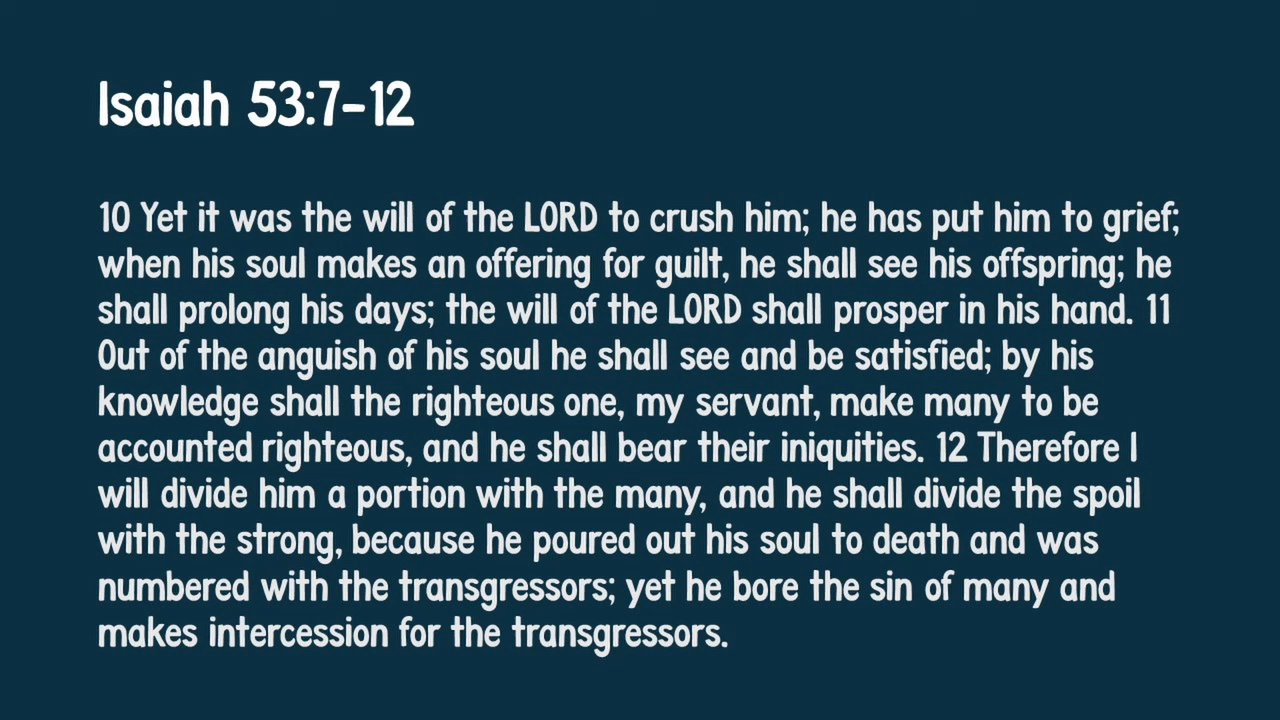 Isaiah 53:7-12
10 Yet it was the will of the LORD to crush him; he has put him to grief;
when his soul makes an offering for guilt, he shall see his offspring; he
shall prolong his days; the will of the LORD shall prosper in his hand. 11
Out of the anguish of his soul he shall see and be satisfied; by his
knowledge shall the righteous one, my servant, make many to be
accounted righteous, and he shall bear their iniquities. 12 Therefore I
will divide him a portion with the many, and he shall divide the spoil
with the strong, because he poured out his soul to death and was
numbered with the transgressors; yet he bore the sin of many and
makes intercession for the transgressors.